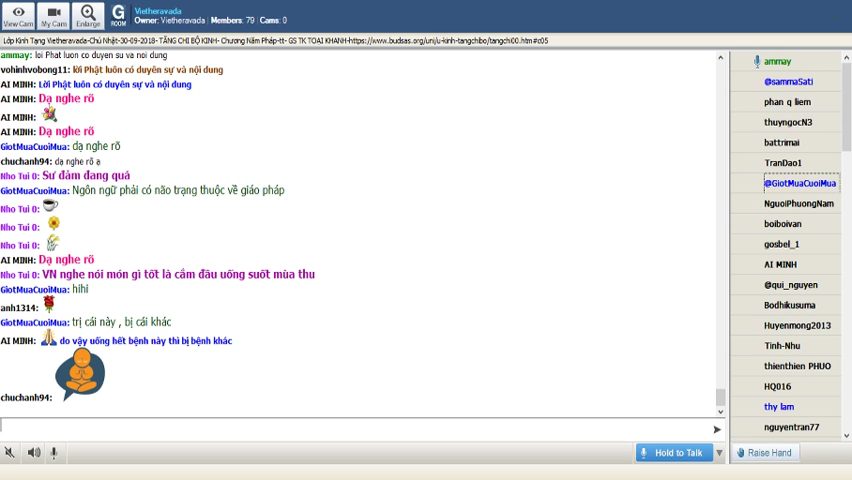 View Cam
My Cam
Enlarge
G
ROOM
Vietheravada
Owner: Vietheravada | Members: 79 | Cams: 0
Lớp Kinh Tạng Vietheravada-Chủ Nhật-30-09-2018- TĂNG CHI BỘ KINH- Chương Năm Pháp-tt- GS TK TOẠI KHANH-https://www.budsas.org/uni/u-kinh-tangchibo/tangchi00.htm#c05
ammay: loi Phat luon co duyen su va noi dung
vohinhvobong11: lời Phật luôn có duyên sự và nội dung
AI MINH: Lời Phật luôn có duyên sự và nội dung
AI MINH: Dạ nghe rõ
AI MINH:
AI MINH: Dạ nghe rõ
GiotMuaCuoiMua: dạ nghe rõ
chuchanh94: dạ nghe rõ ạ
Nho Tui 0: Sư đảm đang quá
GiotMuaCuoiMua: Ngôn ngữ phải có não trạng thuộc về giáo pháp
Nho Tui 0:
Nho Tui 0:
Nho Tui 0:
AI MINH: Dạ nghe rõ
Nho Tui 0: VN nghe nói món gì tốt là cắm đầu uống suốt mùa thu
GiotMuaCuoiMua: hihi
anh1314:
GiotMuaCuoiMua: trị cái này , bị cái khác
AI MINH: do vậy uống hết bệnh này thì bị bệnh khác
chuchanh94:
ammay
@sammaSati
phan q liem
thuyngocN3
battrimai
TranDao1
@GiotMuaCuoiMua
NguoiPhuongNam
boiboivan
gosbel_1
AI MINH
@qui_nguyen
Bodhikusuma
Huyenmong2013
Tinh-Nhu
thienthien PHUO
HQ016
thy lam
nguyentran77
Hold to Talk
Raise Hand